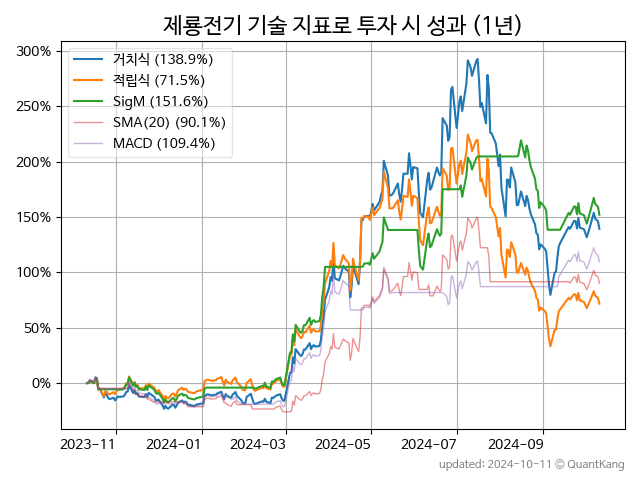 제룡전기 기술 지표로 투자 시 성과 (1년)
거치식 (138.9%)
적립식 (71.5%)
SigM (151.6%)
SMA(20) (90.1%)
MACD (109.4%)
300%
250%
200%
150%
100%
50%
0%
2023-11
2024-01
2024-03
2024-05
2024-07
2024-09
updated: 2024-10-11 © QuantKang